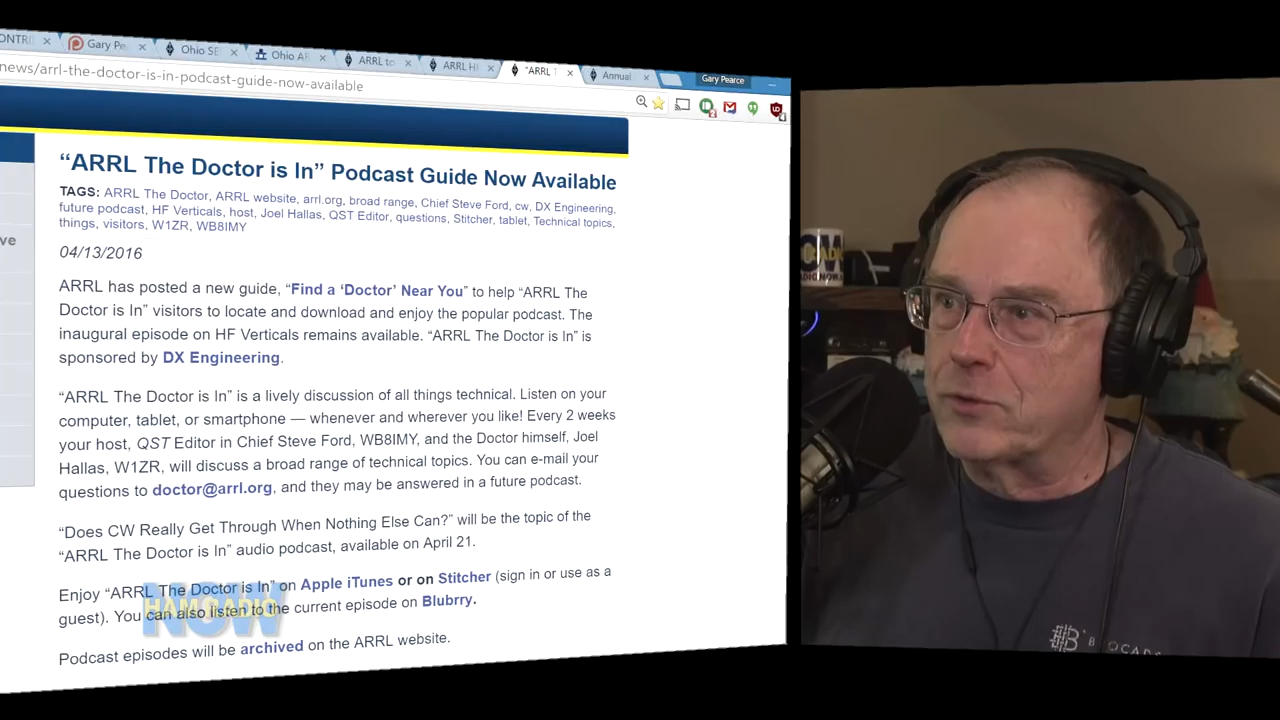 ONTRI
Gary Pe
Ohio SE
Ohio AR
ARRL to
ARRL H
"ARRL T
Annual
Gary Pearce
news/arrl-the-doctor-is-in-podcast-guide-now-available
“ARRL The Doctor is In” Podcast Guide Now Available
TAGS: ARRL The Doctor, ARRL website, arrl.org, broad range, Chief Steve Ford, cw, DX Engineering,
future podcast, HF Verticals, host, Joel Hallas, QST Editor, questions, Stitcher, tablet, Technical topics,
things, visitors, W1ZR, WB8IMY
ve
04/13/2016
ARRL has posted a new guide, “Find a ‘Doctor’ Near You” to help “ARRL The
Doctor is In” visitors to locate and download and enjoy the popular podcast. The
inaugural episode on HF Verticals remains available. “ARRL The Doctor is In” is
sponsored by DX Engineering.
“ARRL The Doctor is In” is a lively discussion of all things technical. Listen on your
computer, tablet, or smartphone — whenever and wherever you like! Every 2 weeks
your host, QST Editor in Chief Steve Ford, WB8IMY, and the Doctor himself, Joel
Hallas, W1ZR, will discuss a broad range of technical topics. You can e-mail your
questions to doctor@arrl.org, and they may be answered in a future podcast.
“Does CW Really Get Through When Nothing Else Can?” will be the topic of the
“ARRL The Doctor is In” audio podcast, available on April 21.
Enjoy “ARRL The Doctor is In” on Apple iTunes or on Stitcher (sign in or use as a
guest). You can also listen to the current episode on Blubrry.
Podcast episodes will be archived on the ARRL website.
HAM RADIO
NOW